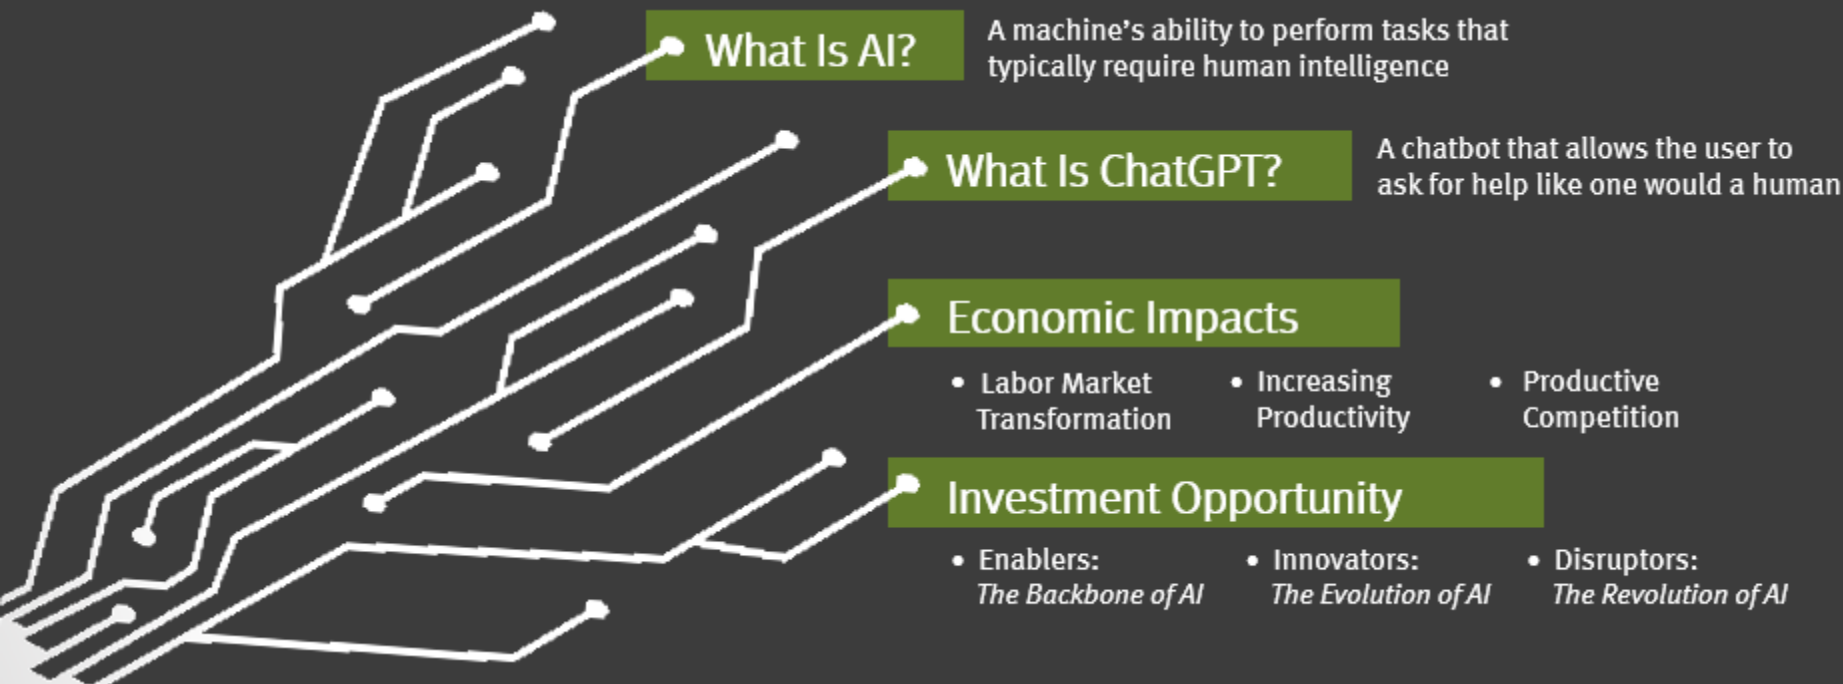 What Is AI?
A machine’s ability to perform tasks that
typically require human intelligence
What Is ChatGPT?
A chatbot that allows the user to
ask for help like one would a human
Economic Impacts
• Labor Market
Transformation
• Increasing
Productivity
• Productive
Competition
Investment Opportunity
• Enablers:
The Backbone of AI
• Innovators:
The Evolution of AI
• Disruptors:
The Revolution of AI